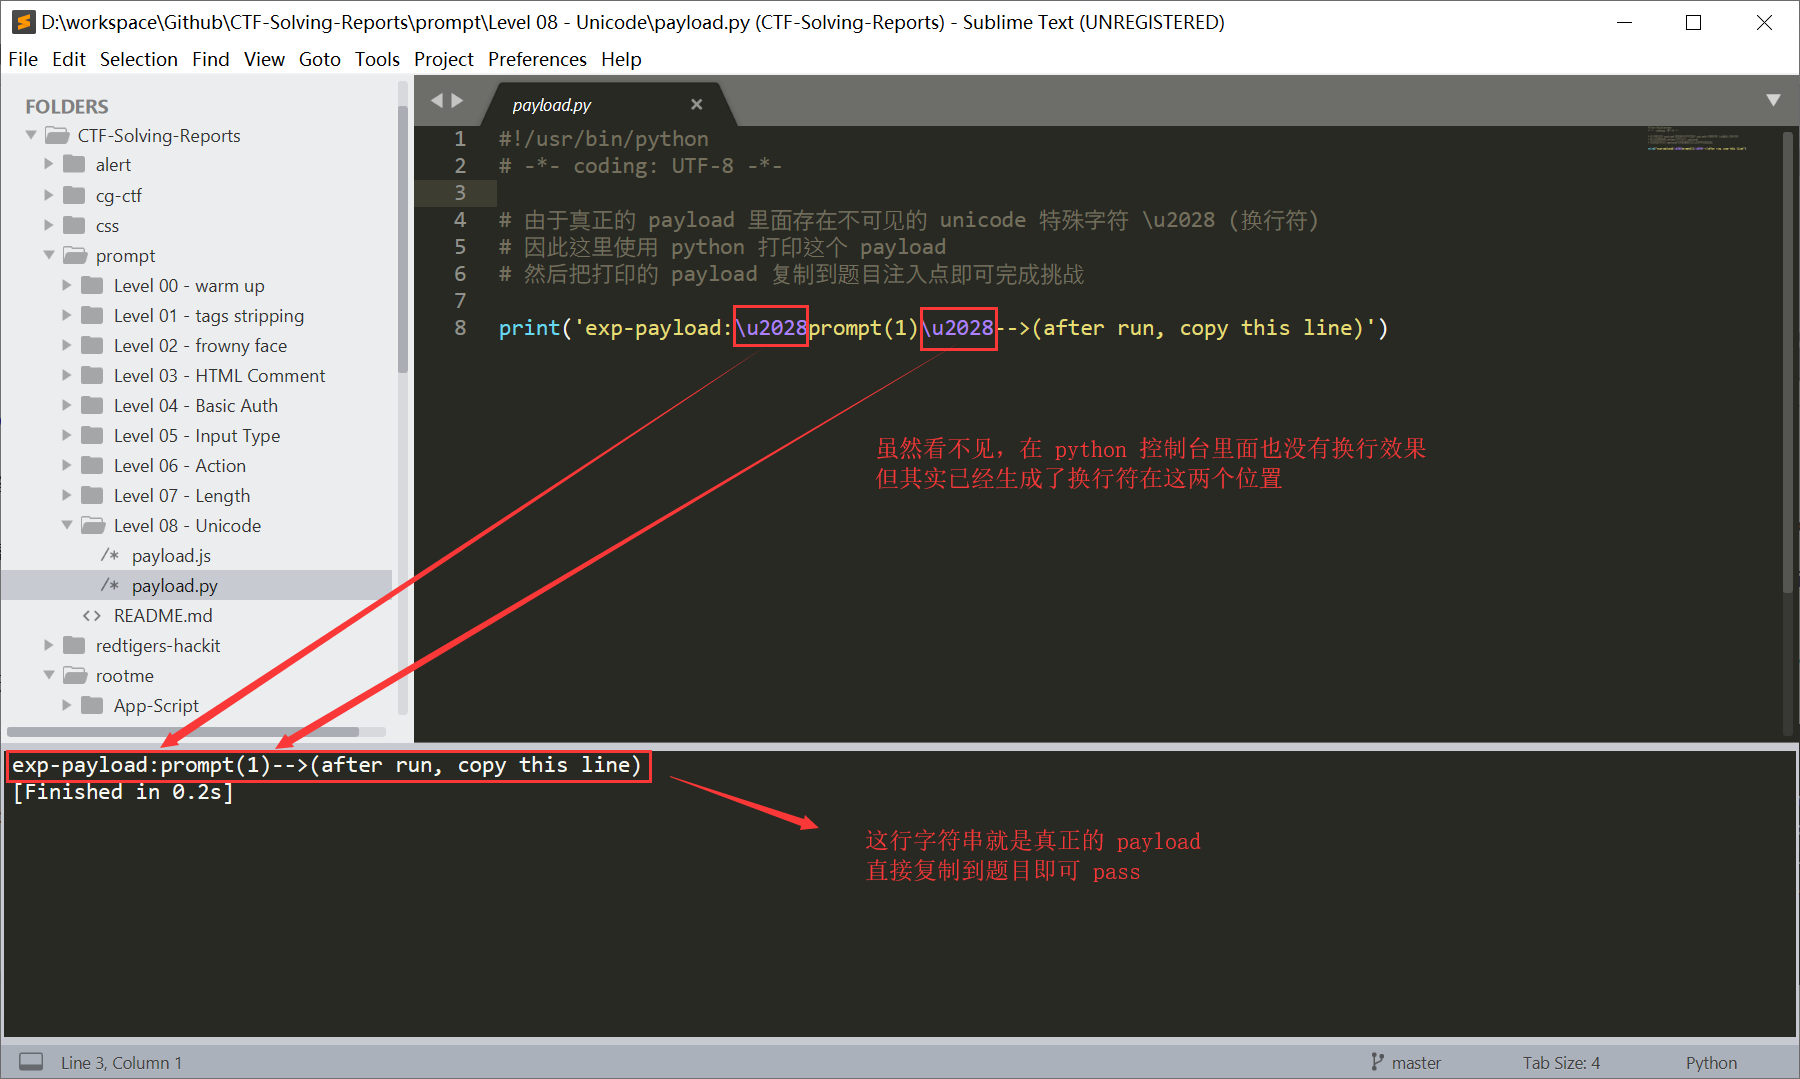 D:\workspace\Github\CTF-Solving-Reports\prompt\Level 08 - Unicode\payload.py (CTF-Solving-Reports) - Sublime Text (UNREGISTERED)
File Edit Selection Find View Goto Tools Project Preferences Help
FOLDERS
CTF-Solving-Reports
alert
cg-ctf
css
prompt
Level 00 - warm up
Level 01 - tags stripping
Level 02 - frowny face
Level 03 - HTML Comment
Level 04 - Basic Auth
Level 05 - Input Type
Level 06 - Action
Level 07 - Length
Level 08 - Unicode
/* payload.js
/* payload.py
<> README.md
redtigers-hackit
rootme
App-Script
payload.py ×
1 #!/usr/bin/python
2 # -*- coding: UTF-8 -*-
3
4 # 由于真正的 payload 里面存在不可见的 unicode 特殊字符 \u2028 (换行符)
5 # 因此这里使用 python 打印这个 payload
6 # 然后把打印的 payload 复制到题目注入点即可完成挑战
7
8 print('exp-payload:\u2028prompt(1)\u2028-->(after run, copy this line)')
虽然看不见，在 python 控制台里面也没有换行效果
但其实已经生成了换行符在这两个位置
exp-payload:prompt(1)-->(after run, copy this line)
[Finished in 0.2s]
这行字符串就是真正的 payload
直接复制到题目即可 pass
Line 3, Column 1
master
Tab Size: 4
Python